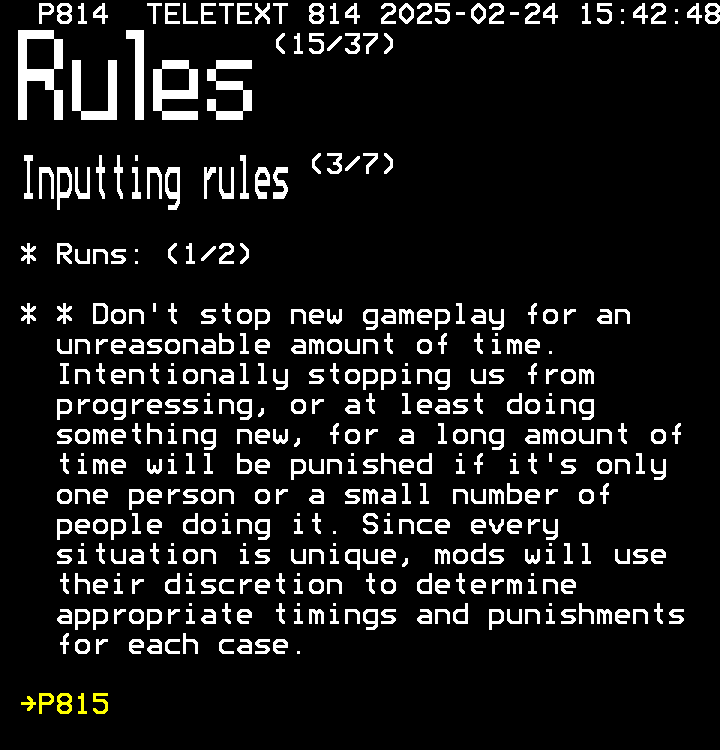 P814 TELETEXT 814 2025-02-24 15:42:48
Rules (15/37)
Inputting rules (3/7)
* Runs: (1/2)
* * Don't stop new gameplay for an
unreasonable amount of time.
Intentionally stopping us from
progressing, or at least doing
something new, for a long amount of
time will be punished if it's only
one person or a small number of
people doing it. Since every
situation is unique, mods will use
their discretion to determine
appropriate timings and punishments
for each case.
→P815